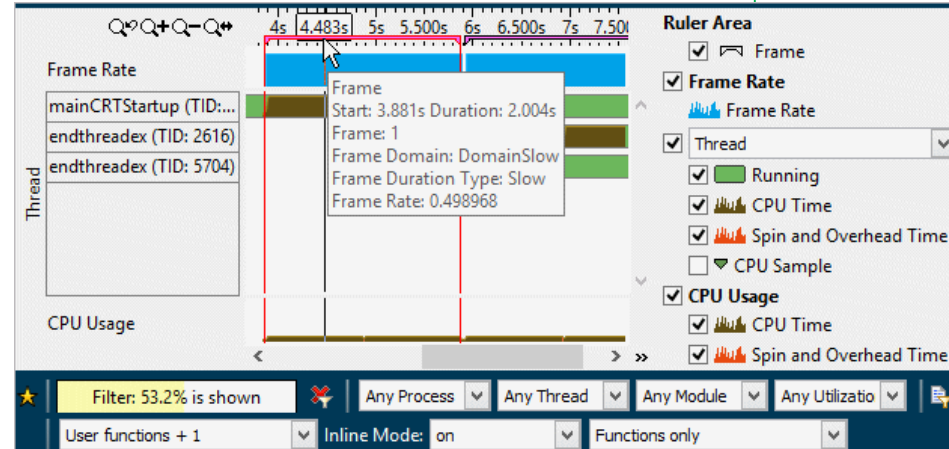 4s 4.483s 5s 5.500s 6s 6.500s 7s 7.500
Ruler Area
Frame
Frame Rate
Frame Rate
Frame Rate
mainCRTStartup (TID:...
endthreadex (TID: 2616)
endthreadex (TID: 5704)
Thread
Frame
Start: 3.881s Duration: 2.004s
Frame: 1
Frame Domain: DomainSlow
Frame Duration Type: Slow
Frame Rate: 0.498968
Thread
Running
CPU Time
Spin and Overhead Time
CPU Sample
CPU Usage
CPU Usage
CPU Time
Spin and Overhead Time
Filter: 53.2% is shown
Any Process
Any Thread
Any Module
Any Utilizatio
User functions + 1
Inline Mode: on
Functions only